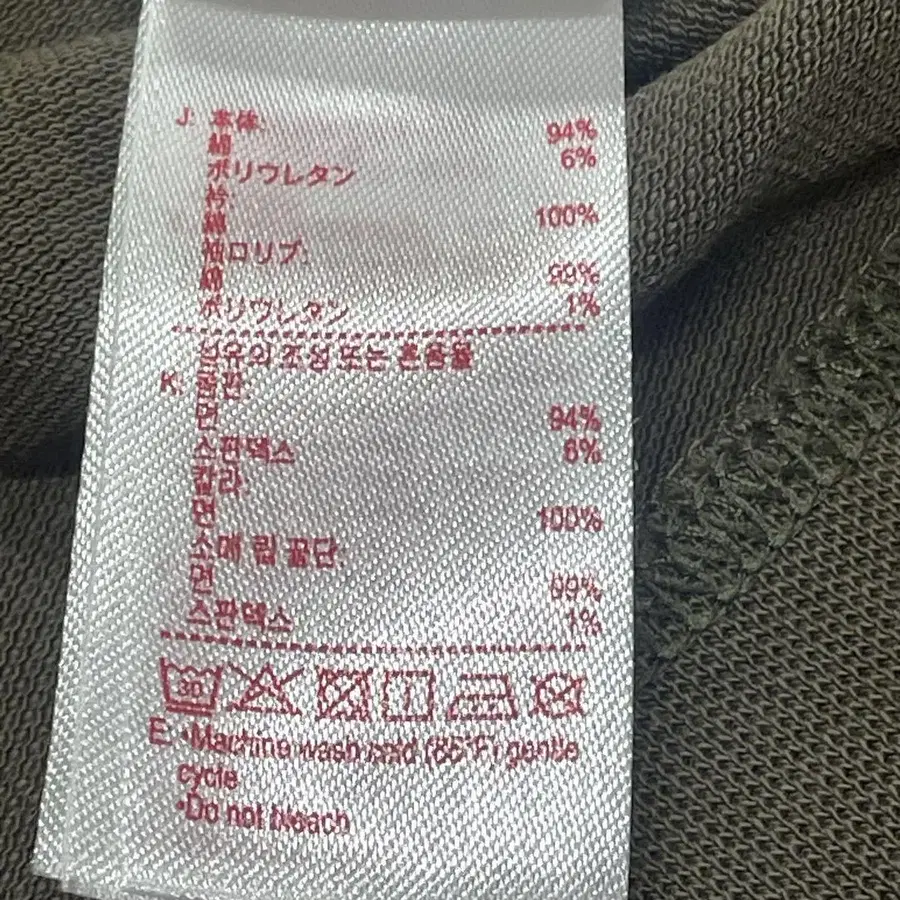 J: 本体:
綿 94%
ポリウレタン 6%
衿
綿 100%
袖口リブ:
綿 99%
ポリウレタン 1%
섬유의 조성 또는 혼용율
K: 몸판
면 94%
스판덱스 6%
칼라:
면 100%
소매 립 끝단:
면 99%
스판덱스 1%
30
E: •Machine wash cold (85°F) gentle
cycle
•Do not bleach